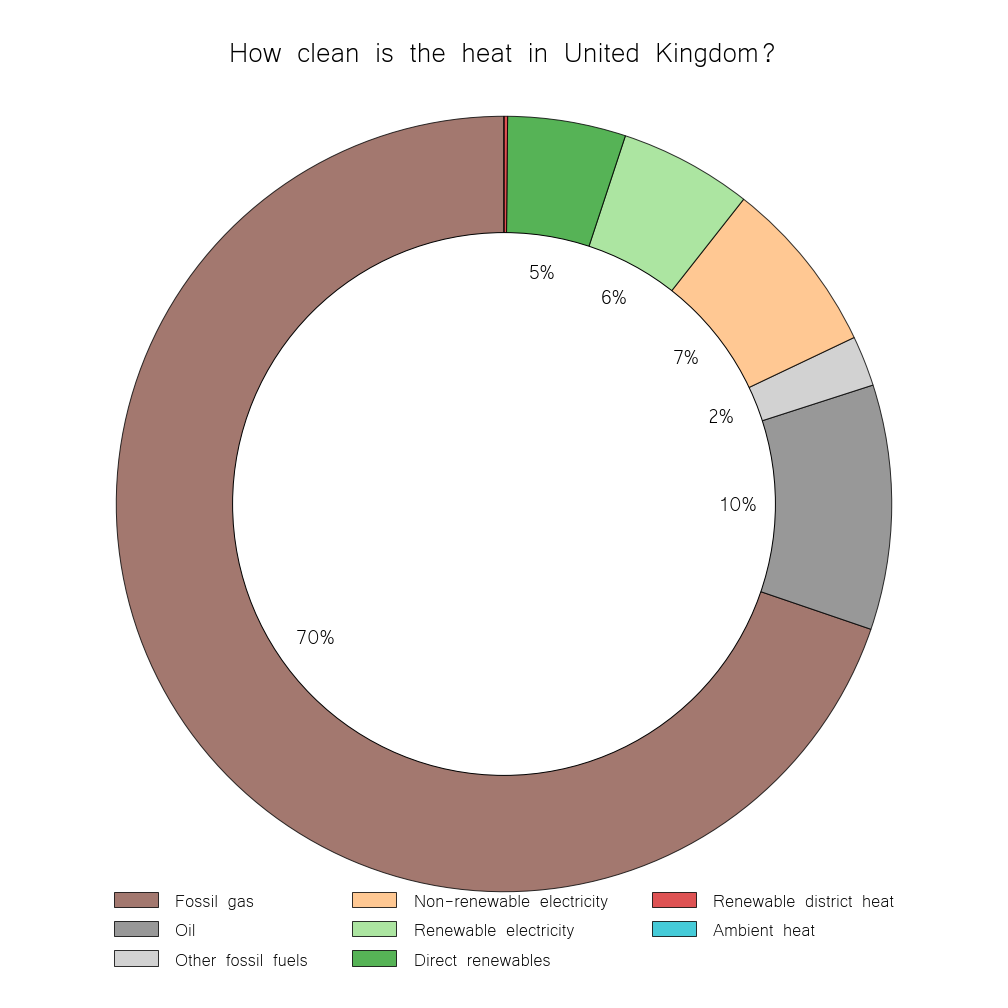 How clean is the heat in United Kingdom?
5%
6%
7%
2%
10%
70%
Fossil gas
Oil
Other fossil fuels
Non-renewable electricity
Renewable electricity
Direct renewables
Renewable district heat
Ambient heat